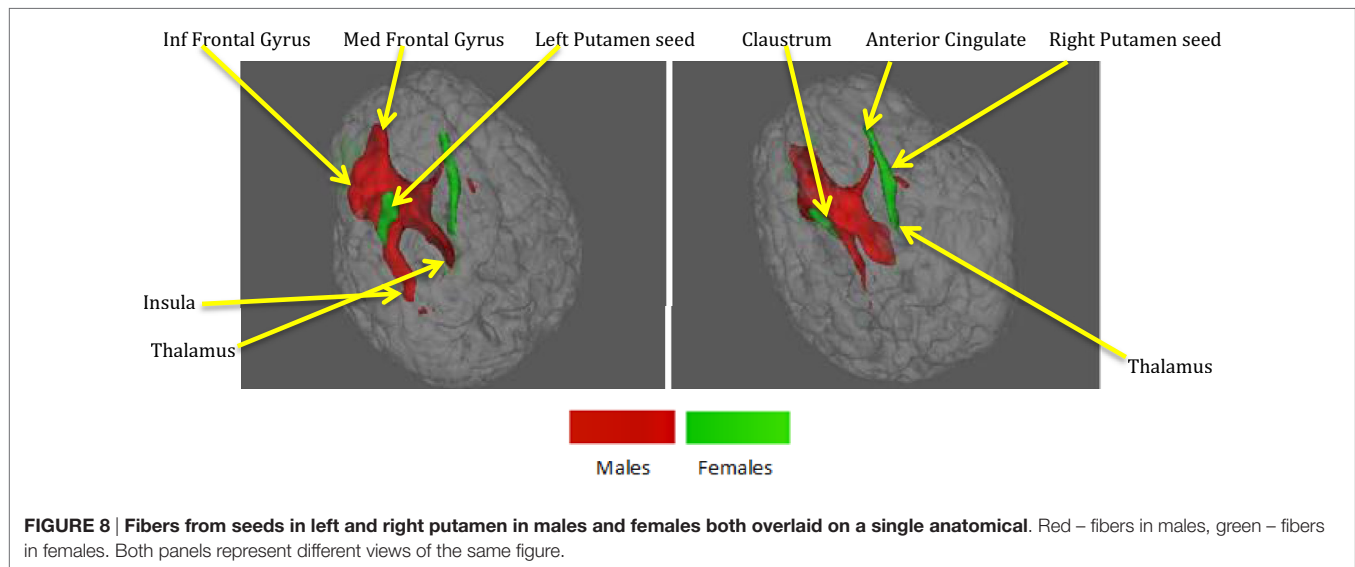 Inf Frontal Gyrus Med Frontal Gyrus Left Putamen seed Claustrum Anterior Cingulate Right Putamen seed
Insula
Thalamus
Thalamus
Males Females
FIGURE 8 | Fibers from seeds in left and right putamen in males and females both overlaid on a single anatomical. Red – fibers in males, green – fibers
in females. Both panels represent different views of the same figure.